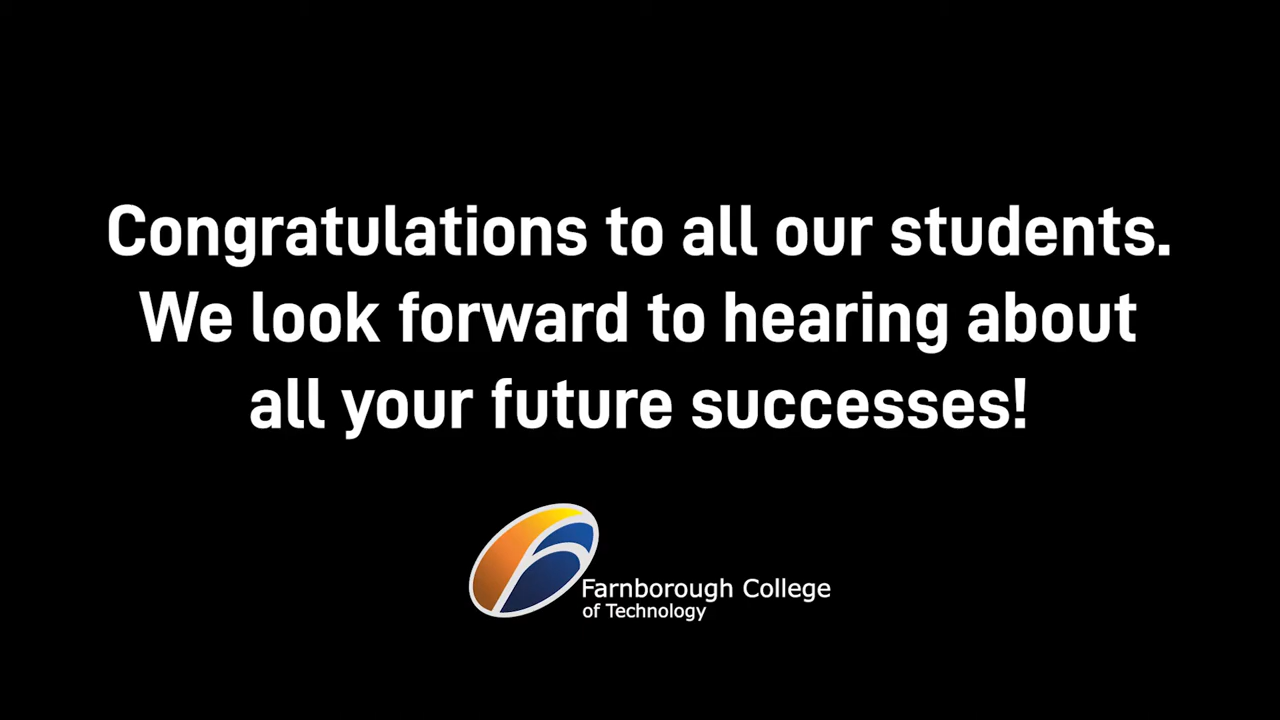 Congratulations to all our students.
We look forward to hearing about
all your future successes!
Farnborough College
of Technology